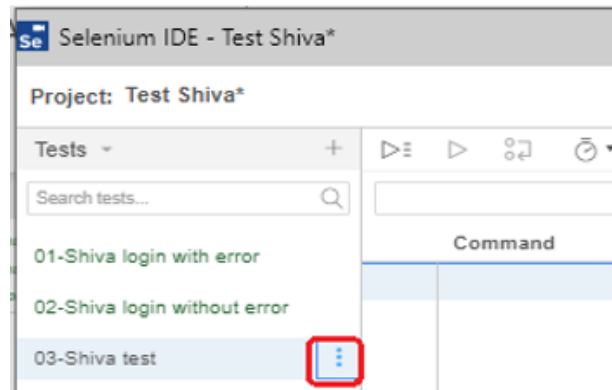 Se Selenium IDE - Test Shiva*
Project: Test Shiva*
Tests
Search tests...
Command
01-Shiva login with error
02-Shiva login without error
03-Shiva test